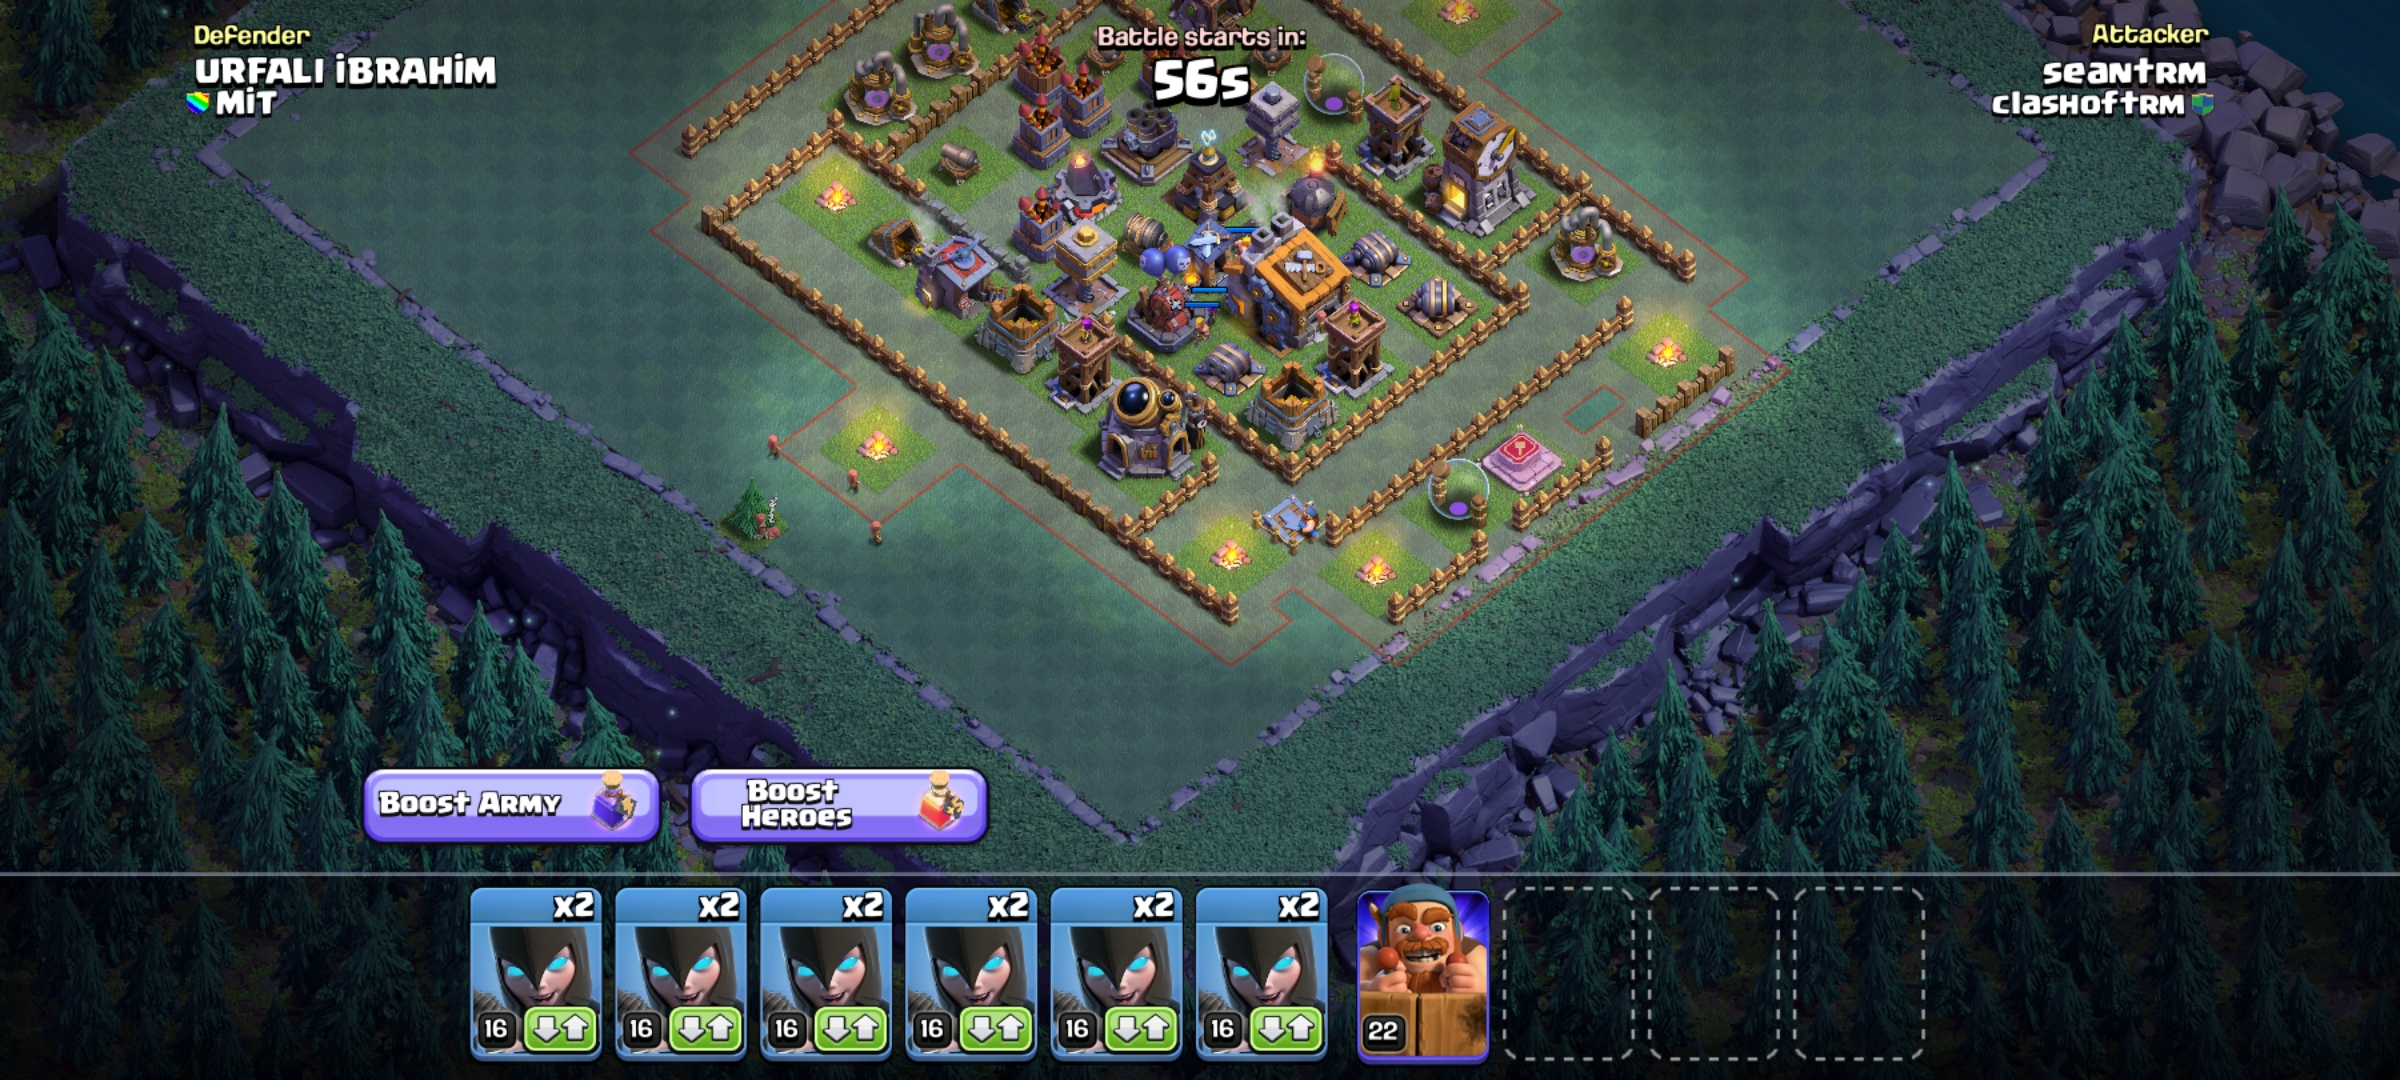 Defender
URFALI iBRAHiM
MiT
Battle starts in:
56s
Attacker
seantRM
clashoftRM
Boost Army
Boost
Heroes
x2
x2
x2
x2
x2
x2
16
16
16
16
16
16
22